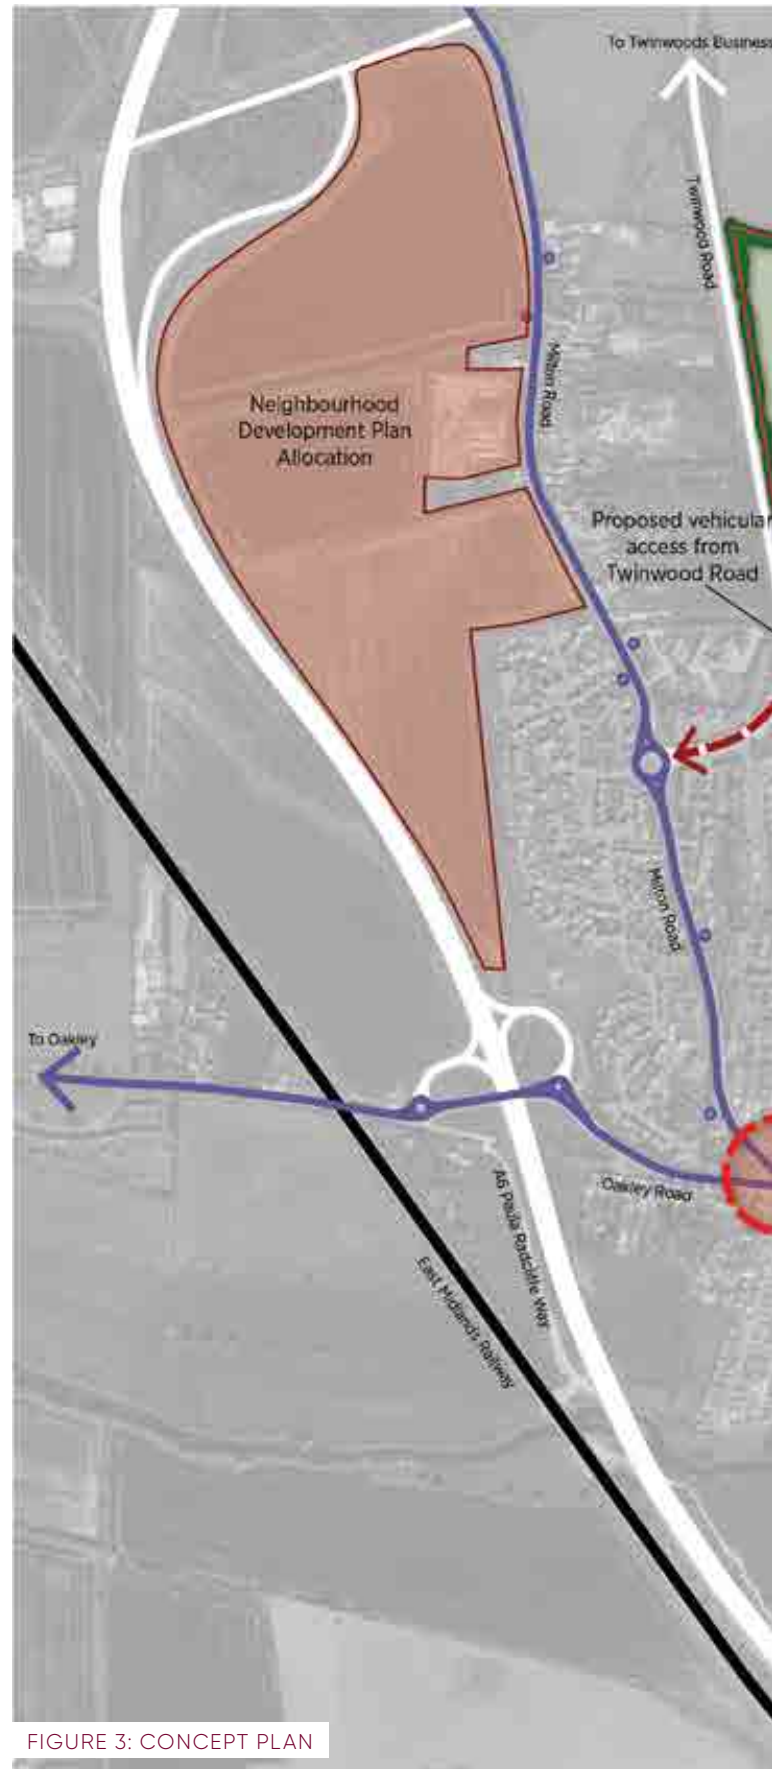 To Twinwoods Business
Twinwood Road
Milton Road
Neighbourhood
Development Plan
Allocation
Proposed vehicular
access from
Twinwood Road
Milton Road
To Oakley
Oakley Road
A6 Paula Radcliffe Way
East Midlands Railway
FIGURE 3: CONCEPT PLAN